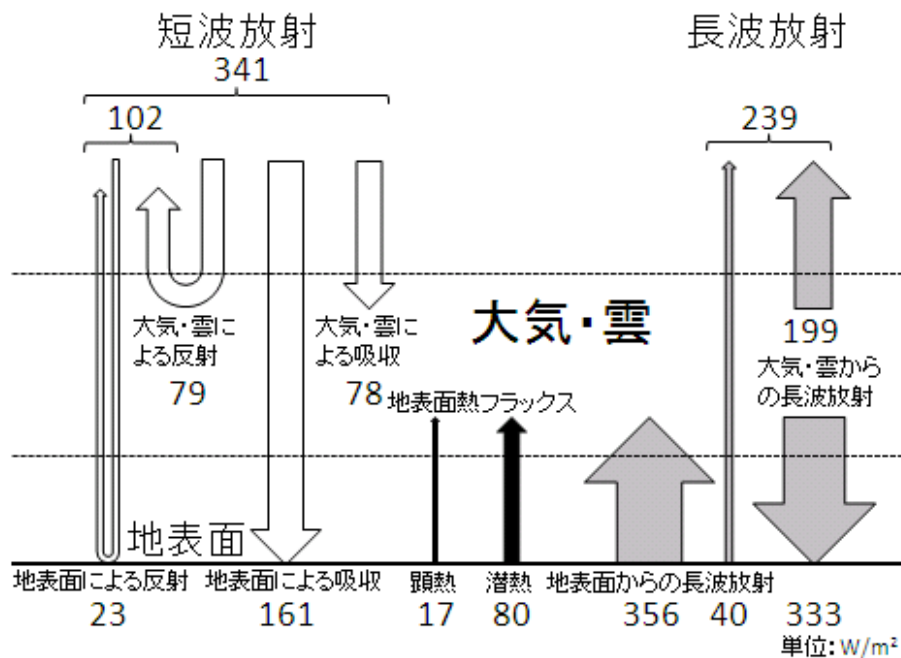 短波放射
長波放射
341
102
239
大気・雲に
よる反射
79
大気・雲に
よる吸収
78
大気・雲
199
大気・雲から
の長波放射
地表面熱フラックス
地表面
地表面による反射
23
地表面による吸収
161
顕熱
17
潜熱
80
地表面からの長波放射
356
40
333
単位: W/m²